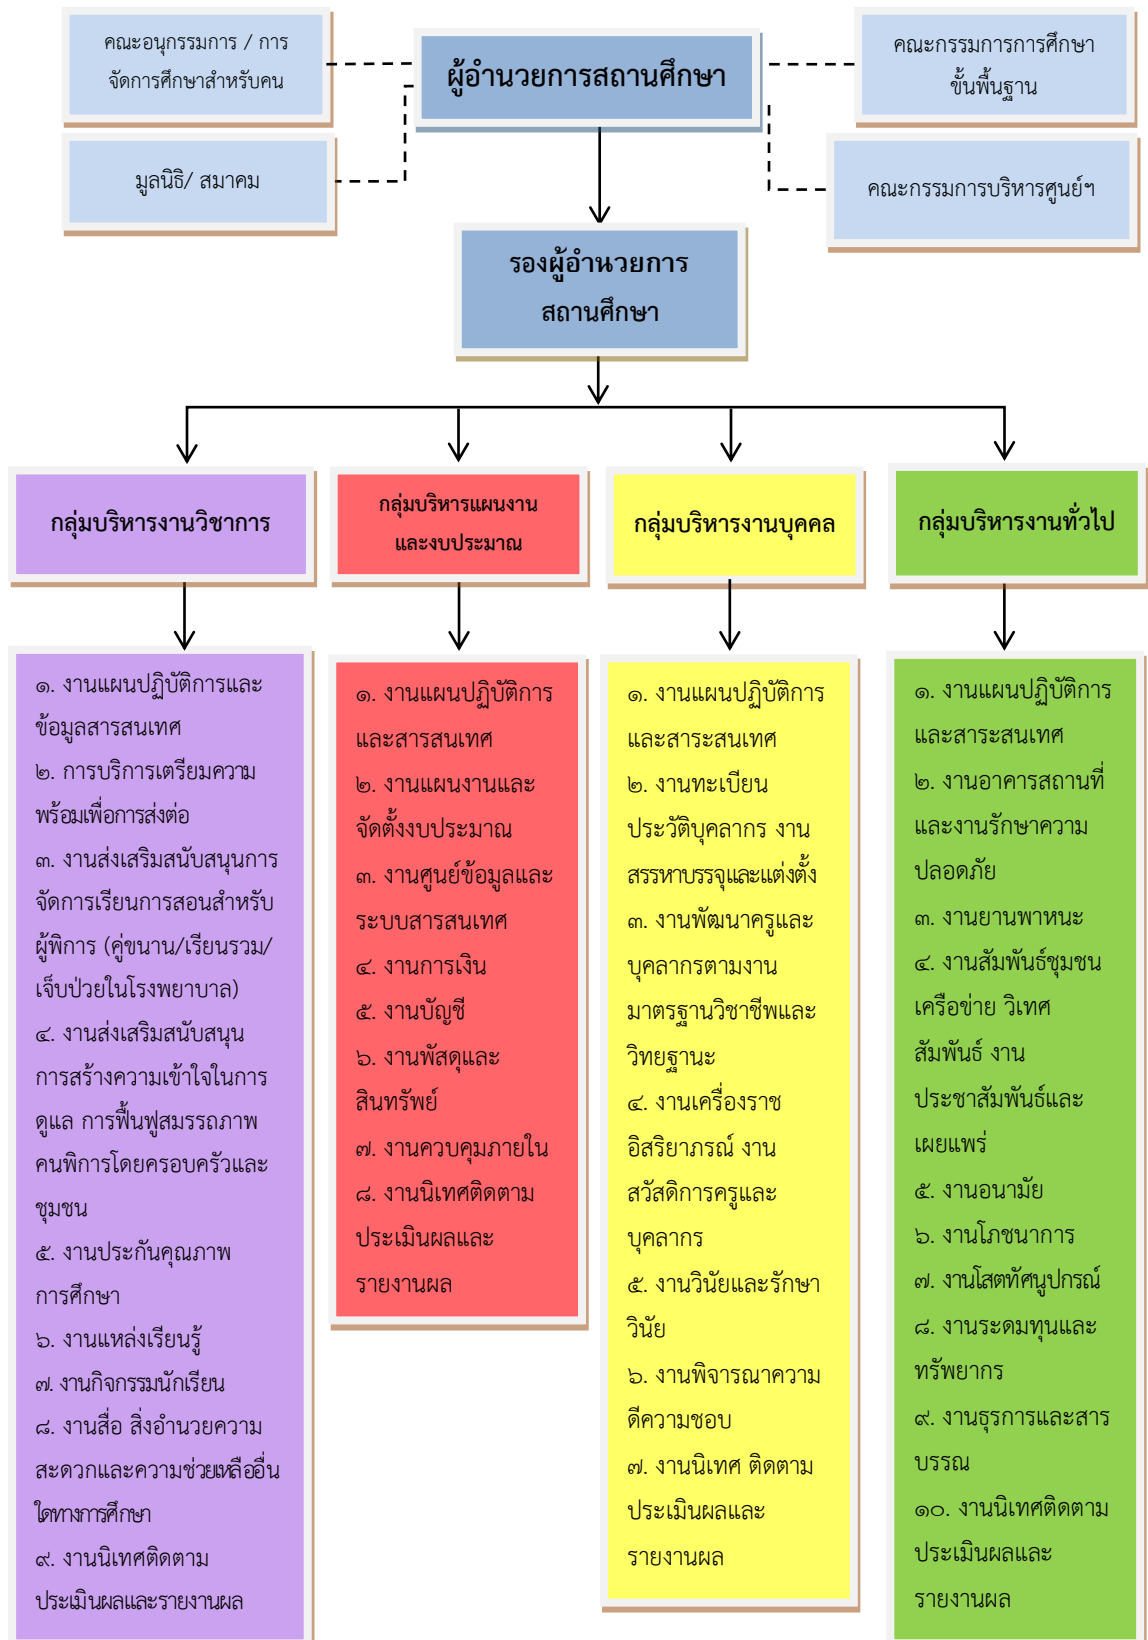 คณะอนุกรรมการ / การ
จัดการศึกษาสำหรับคน
ผู้อำนวยการสถานศึกษา
คณะกรรมการการศึกษา
ขั้นพื้นฐาน
มูลนิธิ/ สมาคม
คณะกรรมการบริหารศูนย์ฯ
รองผู้อำนวยการ
สถานศึกษา
กลุ่มบริหารงานวิชาการ
กลุ่มบริหารแผนงาน
และงบประมาณ
กลุ่มบริหารงานบุคคล
กลุ่มบริหารงานทั่วไป
๑. งานแผนปฏิบัติการและ
ข้อมูลสารสนเทศ
๒. การบริการเตรียมความ
พร้อมเพื่อการส่งต่อ
๓. งานส่งเสริมสนับสนุนการ
จัดการเรียนการสอนสำหรับ
ผู้พิการ (คู่ขนาน/เรียนรวม/
เจ็บป่วยในโรงพยาบาล)
๔. งานส่งเสริมสนับสนุน
การสร้างความเข้าใจในการ
ดูแล การฟื้นฟูสมรรถภาพ
คนพิการโดยครอบครัวและ
ชุมชน
๕. งานประกันคุณภาพ
การศึกษา
๖. งานแหล่งเรียนรู้
๗. งานกิจกรรมนักเรียน
๘. งานสื่อ สิ่งอำนวยความ
สะดวกและความช่วยเหลืออื่น
ใดทางการศึกษา
๙. งานนิเทศติดตาม
ประเมินผลและรายงานผล
๑. งานแผนปฏิบัติการ
และสารสนเทศ
๒. งานแผนงานและ
จัดตั้งงบประมาณ
๓. งานศูนย์ข้อมูลและ
ระบบสารสนเทศ
๔. งานการเงิน
๕. งานบัญชี
๖. งานพัสดุและ
สินทรัพย์
๗. งานควบคุมภายใน
๘. งานนิเทศติดตาม
ประเมินผลและ
รายงานผล
๑. งานแผนปฏิบัติการ
และสาระสนเทศ
๒. งานทะเบียน
ประวัติบุคลากร งาน
สรรหาบรรจุและแต่งตั้ง
๓. งานพัฒนาครูและ
บุคลากรตามงาน
มาตรฐานวิชาชีพและ
วิทยฐานะ
๔. งานเครื่องราช
อิสริยาภรณ์ งาน
สวัสดิการครูและ
บุคลากร
๕. งานวินัยและรักษา
วินัย
๖. งานพิจารณาความ
ดีความชอบ
๗. งานนิเทศ ติดตาม
ประเมินผลและ
รายงานผล
๑. งานแผนปฏิบัติการ
และสาระสนเทศ
๒. งานอาคารสถานที่
และงานรักษาความ
ปลอดภัย
๓. งานยานพาหนะ
๔. งานสัมพันธ์ชุมชน
เครือข่าย วิเทศ
สัมพันธ์ งาน
ประชาสัมพันธ์และ
เผยแพร่
๕. งานอนามัย
๖. งานโภชนาการ
๗. งานโสตทัศนูปกรณ์
๘. งานระดมทุนและ
ทรัพยากร
๙. งานธุรการและสาร
บรรณ
๑๐. งานนิเทศติดตาม
ประเมินผลและ
รายงานผล